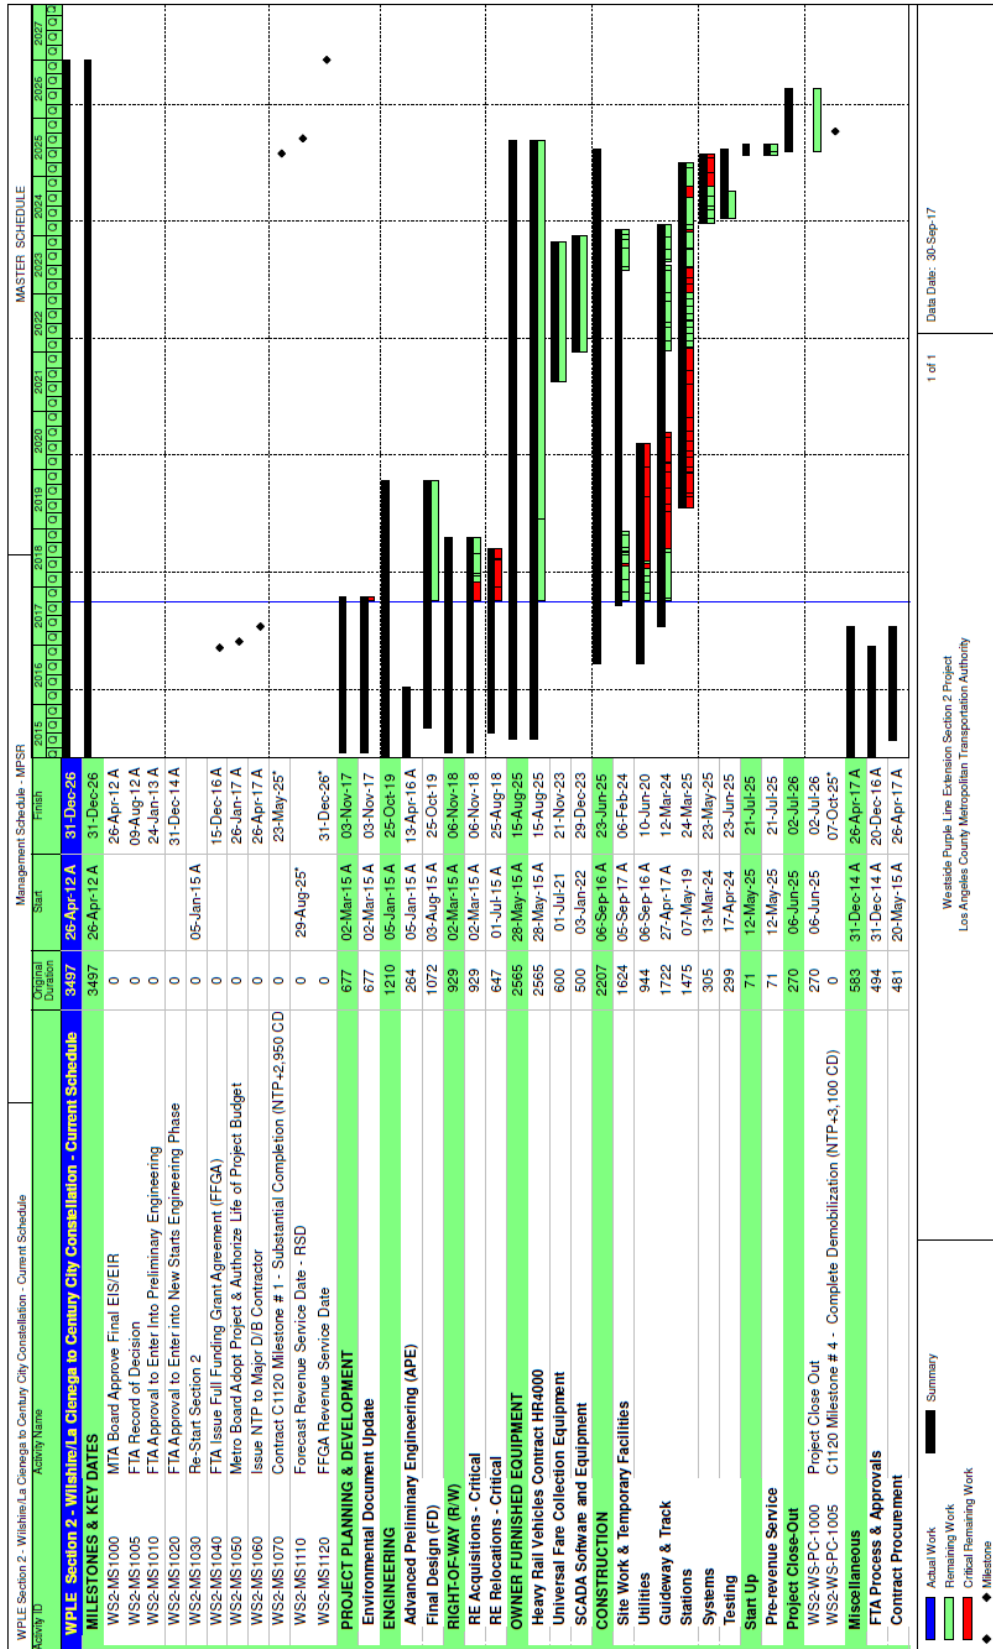 WPLE Section 2 - Wilshire/La Cienega to Century City Constellation - Current Schedule Management Schedule - MPSR MASTER SCHEDULE
Activity ID Activity Name Original Duration Start Finish 2015 2016 2017 2018 2019 2020 2021 2022 2023 2024 2025 2026 2027
Q Q Q Q Q Q Q Q Q Q Q Q Q Q Q Q Q Q Q Q Q Q Q Q Q Q Q Q Q Q Q Q Q Q Q Q Q Q Q Q Q Q Q Q Q Q Q Q Q Q Q
WPLE Section 2 - Wilshire/La Cienega to Century City Constellation - Current Schedule 3497 26-Apr-12 A 31-Dec-26
MILESTONES & KEY DATES 3497 26-Apr-12 A 31-Dec-26
WS2-MS1000 MTA Board Approve Final EIS/EIR 0 26-Apr-12 A
WS2-MS1005 FTA Record of Decision 0 09-Aug-12 A
WS2-MS1010 FTA Approval to Enter Into Preliminary Engineering 0 24-Jan-13 A
WS2-MS1020 FTA Approval to Enter into New Starts Engineering Phase 0 31-Dec-14 A
WS2-MS1030 Re-Start Section 2 0 05-Jan-15 A
WS2-MS1040 FTA Issue Full Funding Grant Agreement (FFGA) 0 15-Dec-16 A
WS2-MS1050 Metro Board Adopt Project & Authorize Life of Project Budget 0 26-Jan-17 A
WS2-MS1060 Issue NTP to Major D/B Contractor 0 26-Apr-17 A
WS2-MS1070 Contract C1120 Milestone # 1 - Substantial Completion (NTP+2,950 CD 0 23-May-25*
WS2-MS1110 Forecast Revenue Service Date - RSD 0 29-Aug-25*
WS2-MS1120 FFGA Revenue Service Date 0 31-Dec-26*
PROJECT PLANNING & DEVELOPMENT 677 02-Mar-15 A 03-Nov-17
Environmental Document Update 677 02-Mar-15 A 03-Nov-17
ENGINEERING 1210 05-Jan-15 A 25-Oct-19
Advanced Preliminary Engineering (APE) 264 05-Jan-15 A 13-Apr-16 A
Final Design (FD) 1072 03-Aug-15 A 25-Oct-19
RIGHT-OF-WAY (R/W) 929 02-Mar-15 A 06-Nov-18
RE Acquisitions - Critical 929 02-Mar-15 A 06-Nov-18
RE Relocations - Critical 647 01-Jul-15 A 25-Aug-18
OWNER FURNISHED EQUIPMENT 2565 28-May-15 A 15-Aug-25
Heavy Rail Vehicles Contract HR4000 2565 28-May-15 A 15-Aug-25
Universal Fare Collection Equipment 600 01-Jul-21 21-Nov-23
SCADA Software and Equipment 500 03-Jan-22 29-Dec-23
CONSTRUCTION 2207 06-Sep-16 A 23-Jun-25
Site Work & Temporary Facilities 1624 05-Sep-17 A 06-Feb-24
Utilities 944 06-Sep-16 A 10-Jun-20
Guideway & Track 1722 27-Apr-17 A 12-Mar-24
Stations 1475 07-May-19 24-Mar-25
Systems 305 13-Mar-24 23-May-25
Testing 299 17-Apr-24 23-Jun-25
Start Up 71 12-May-25 21-Jul-25
Pre-revenue Service 71 12-May-25 21-Jul-25
Project Close-Out 270 06-Jun-25 02-Jul-26
WS2-WS-PC-1000 Project Close Out 270 06-Jun-25 02-Jul-26
WS2-WS-PC-1005 C1120 Milestone # 4 - Complete Demobilization (NTP+3,100 CD) 0 07-Oct-25*
Miscellaneous 583 31-Dec-14 A 26-Apr-17 A
FTA Process & Approvals 494 31-Dec-14 A 20-Dec-16 A
Contract Procurement 481 20-May-15 A 26-Apr-17 A
Actual Work
Remaining Work
Critical Remaining Work
Milestone
Summary
Westside Purple Line Extension Section 2 Project
Los Angeles County Metropolitan Transportation Authority
1 of 1
Data Date: 30-Sep-17